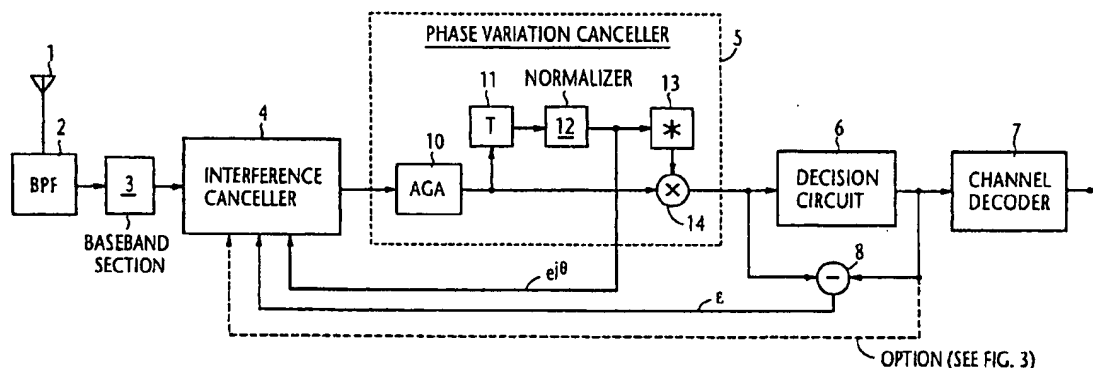 PHASE VARIATION CANCELLER
5
1
11
NORMALIZER
13
T
12
*
2
4
10
6
7
BPF
3
INTERFERENCE
CANCELLER
AGA
×
14
DECISION
CIRCUIT
CHANNEL
DECODER
BASEBAND
SECTION
8
−
ejθ
ε
OPTION (SEE FIG. 3)